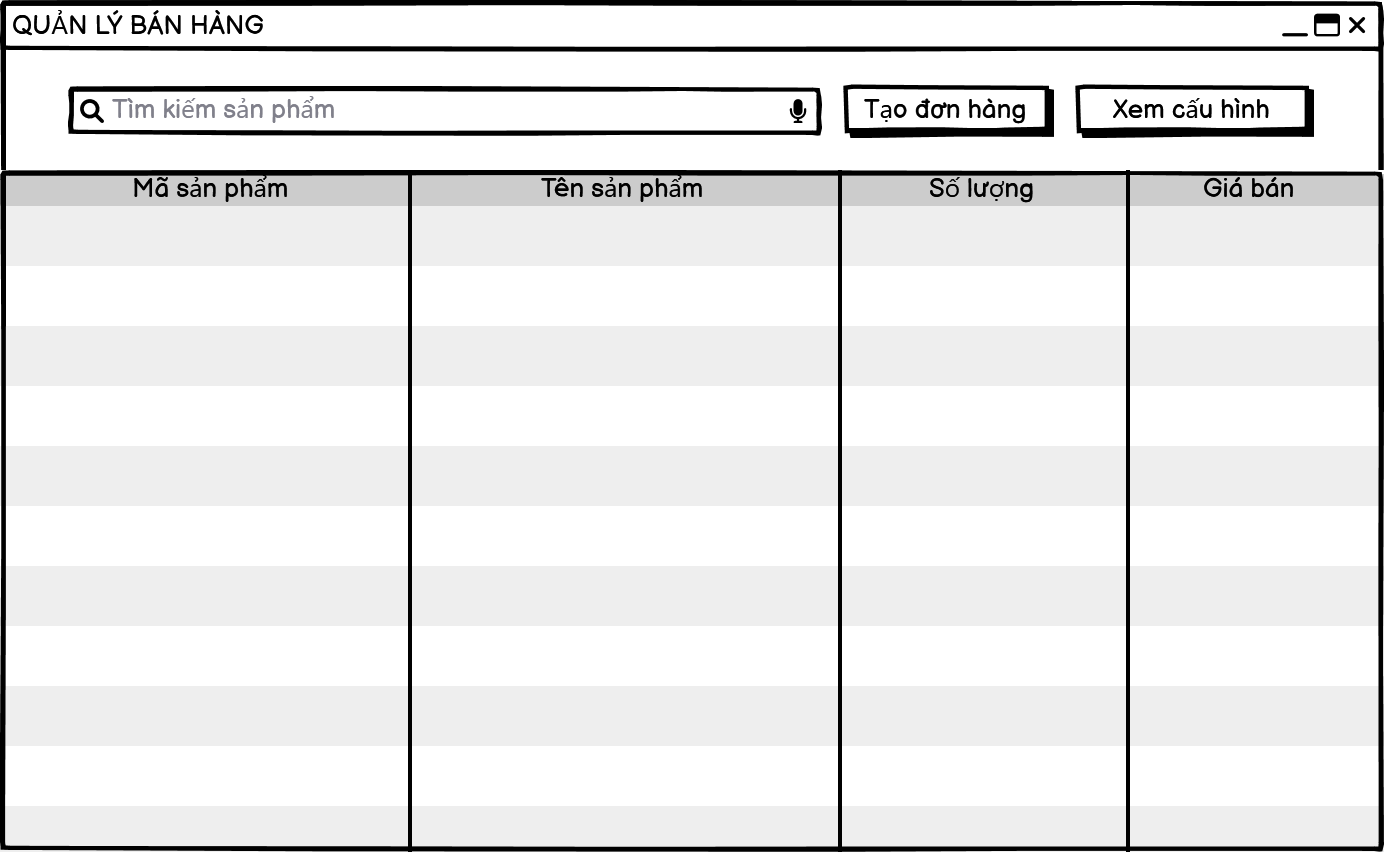 QUẢN LÝ BÁN HÀNG
Tìm kiếm sản phẩm
Tạo đơn hàng
Xem cấu hình
Mã sản phẩm
Tên sản phẩm
Số lượng
Giá bán